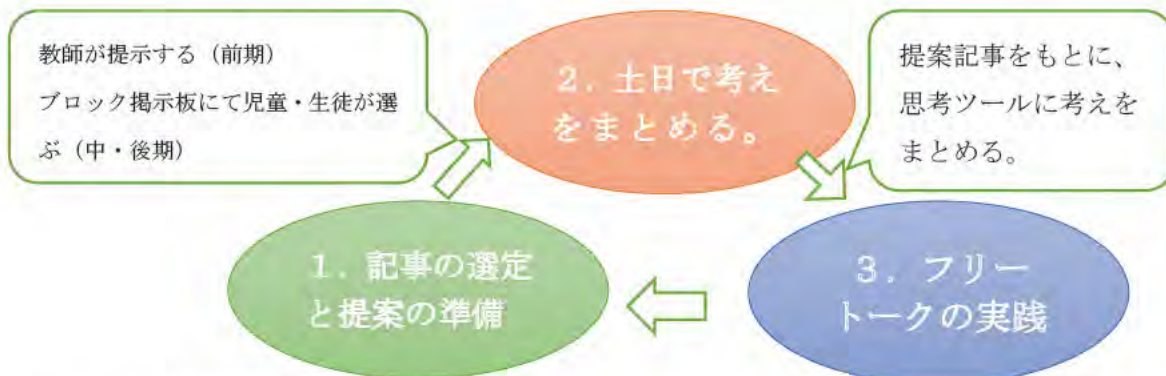 教師が提示する（前期）
ブロック掲示板にて児童・生徒が選
ぶ（中・後期）
２．土日で考え
をまとめる。
提案記事をもとに、
思考ツールに考えを
まとめる。
１．記事の選定
と提案の準備
３．フリー
トークの実践